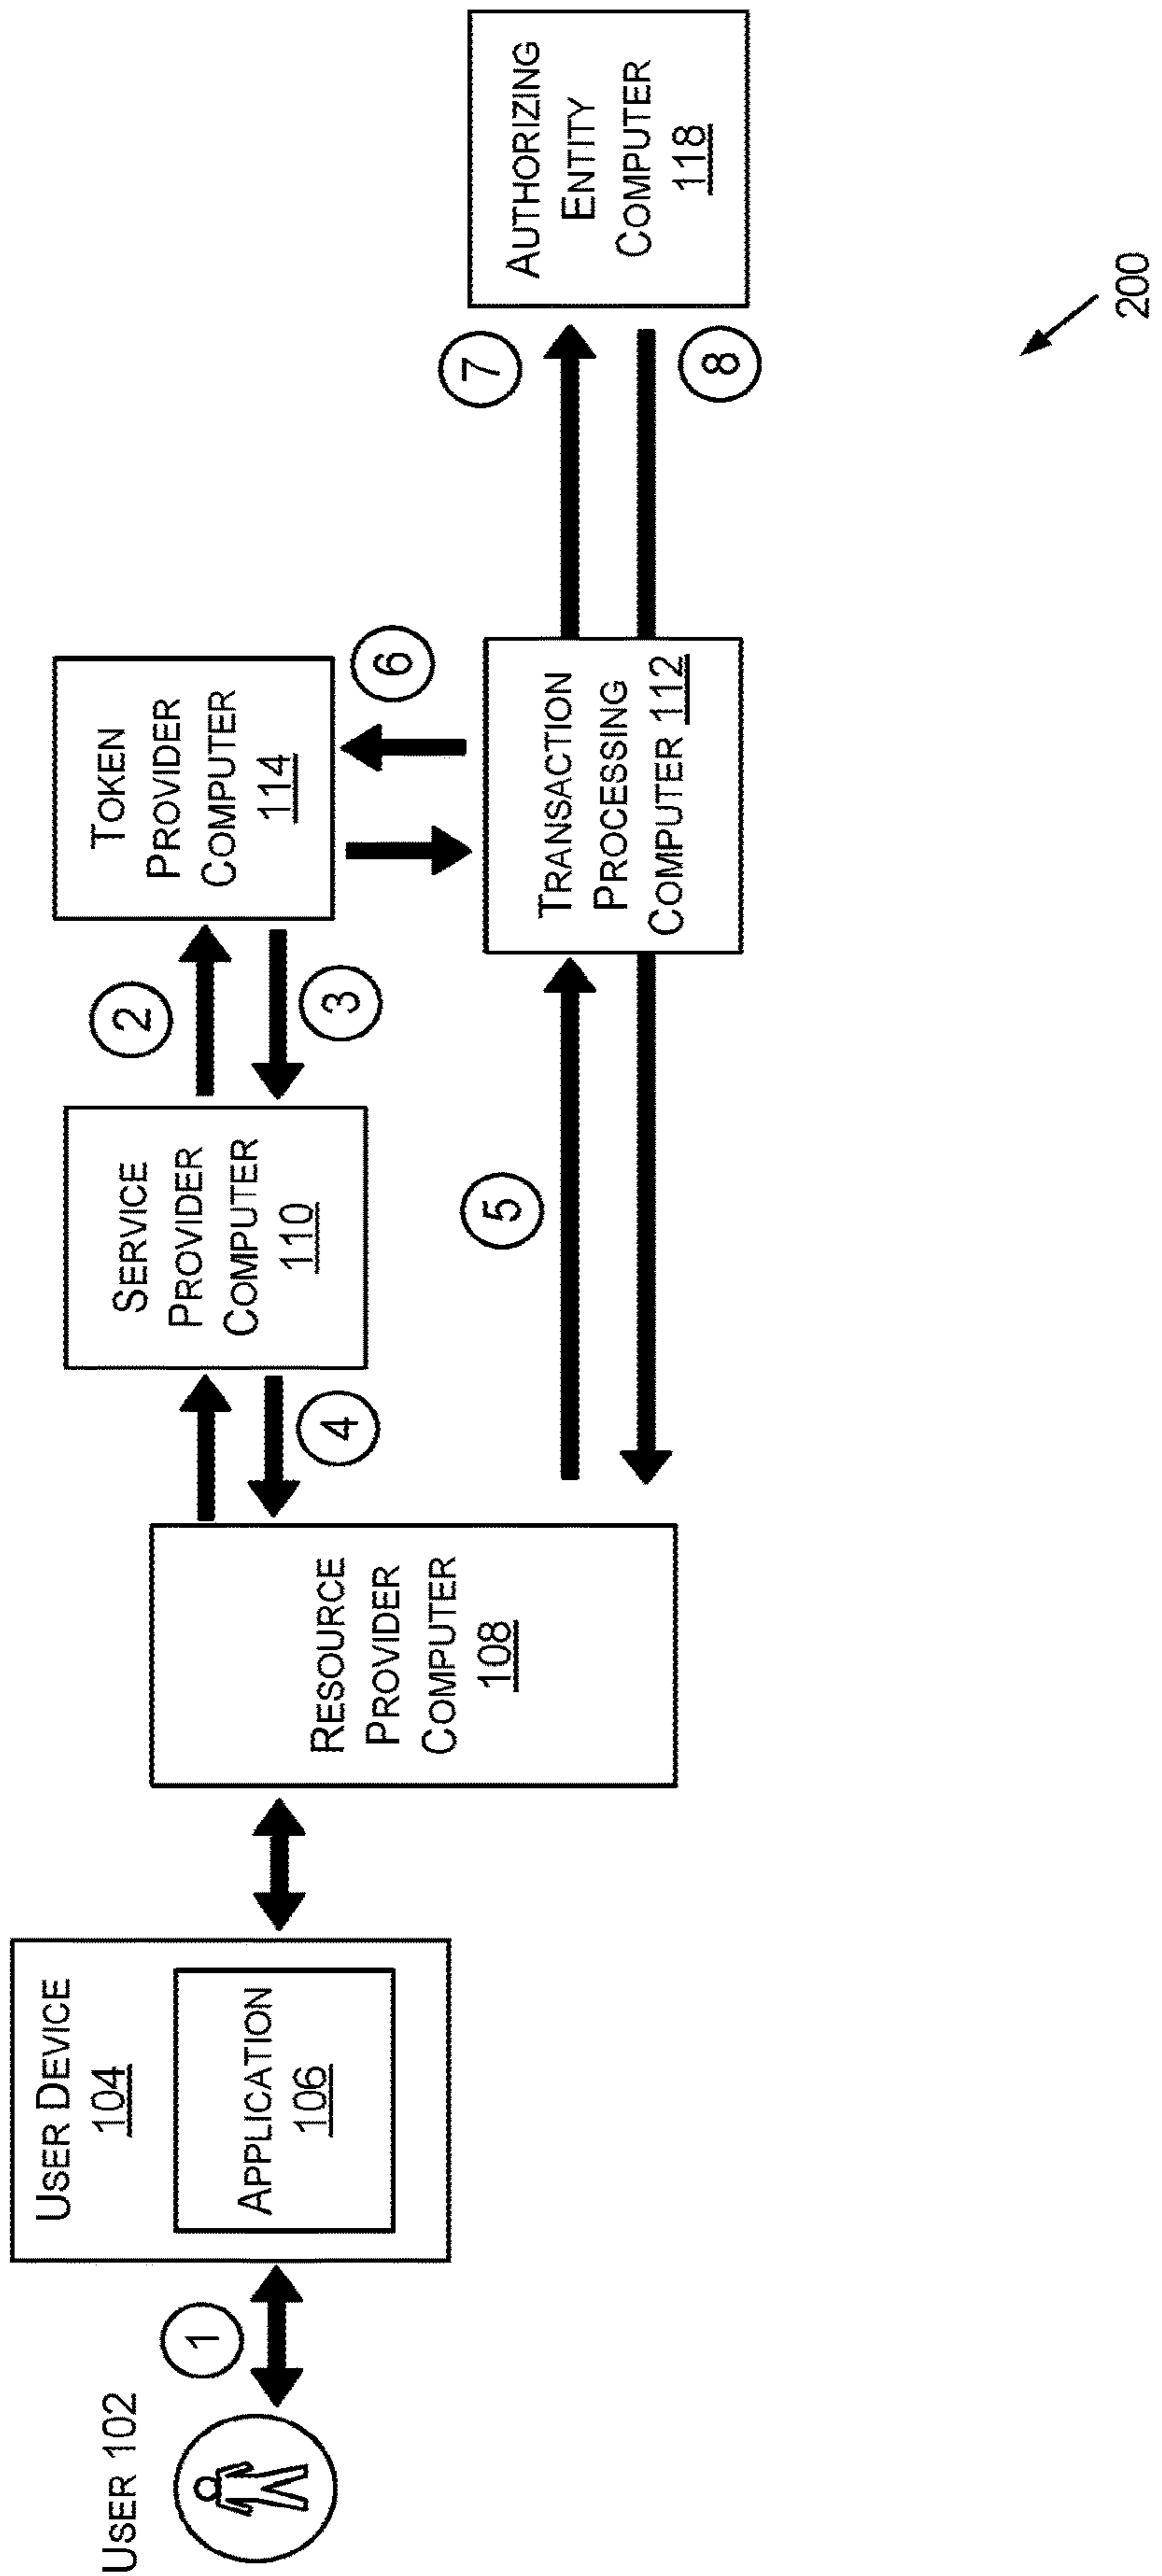 USER 102
1
USER DEVICE
104
APPLICATION
106
RESOURCE
PROVIDER
COMPUTER
108
4
SERVICE
PROVIDER
COMPUTER
110
2
3
TOKEN
PROVIDER
COMPUTER
114
5
6
TRANSACTION
PROCESSING
COMPUTER 112
7
8
AUTHORIZING
ENTITY
COMPUTER
118
200